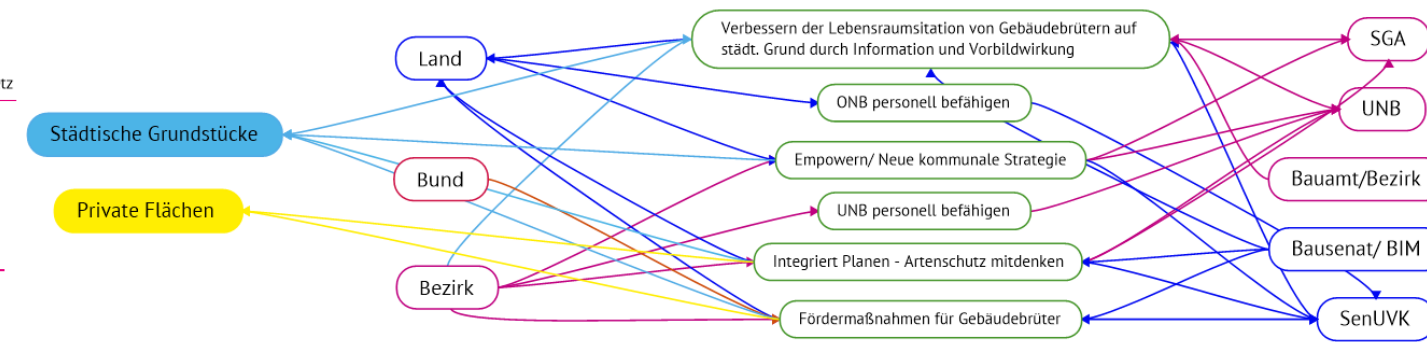 tz
Städtische Grundstücke
Private Flächen
Land
Bund
Bezirk
Verbessern der Lebensraumsitation von Gebäudebrütern auf
städt. Grund durch Information und Vorbildwirkung
ONB personell befähigen
Empowern/ Neue kommunale Strategie
UNB personell befähigen
Integriert Planen - Artenschutz mitdenken
Fördermaßnahmen für Gebäudebrüter
SGA
UNB
Bauamt/Bezirk
Bausenat/ BIM
SenUVK